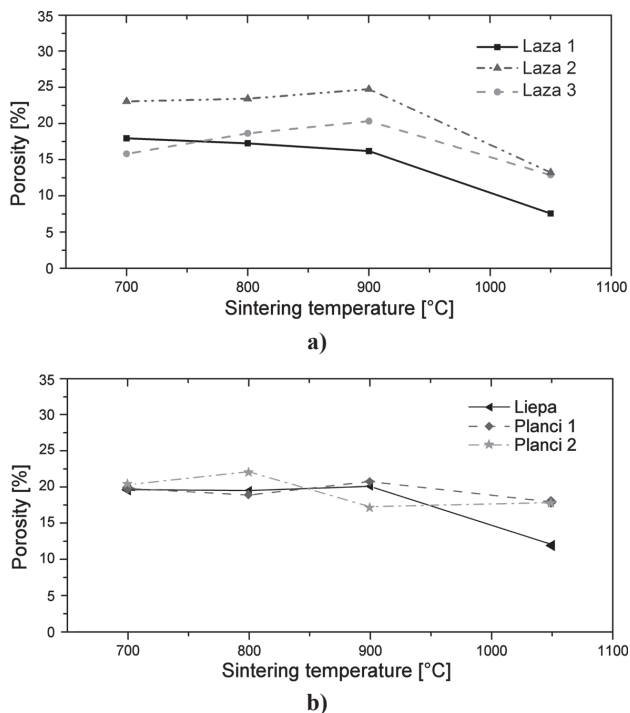 35
30
25
20
15
10
5
0
Porosity [%]
Laza 1
Laza 2
Laza 3
700 800 900 1000 1100
Sintering temperature [°C]
a)
35
30
25
20
15
10
5
0
Porosity [%]
Liepa
Planci 1
Planci 2
700 800 900 1000 1100
Sintering temperature [°C]
b)